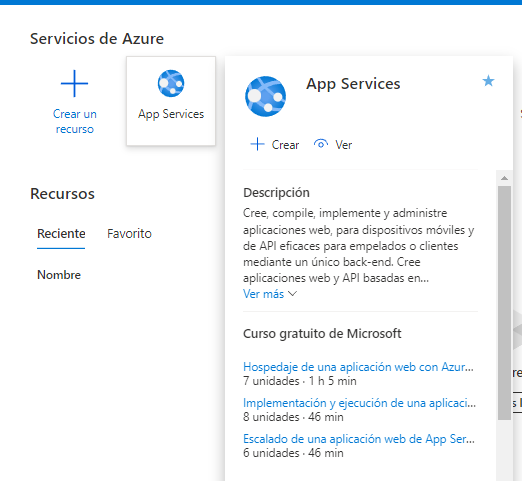 Servicios de Azure
Crear un
recurso
App Services
App Services
Crear
Ver
Descripción
Cree, compile, implemente y administre
aplicaciones web, para dispositivos móviles y
de API eficaces para empelados o clientes
mediante un único back-end. Cree
aplicaciones web y API basadas en...
Ver más
Curso gratuito de Microsoft
Hospedaje de una aplicación web con Azur...
7 unidades · 1 h 5 min
Implementación y ejecución de una aplicaci...
8 unidades · 46 min
Escalado de una aplicación web de App Ser...
6 unidades · 46 min
Recursos
Reciente
Favorito
Nombre